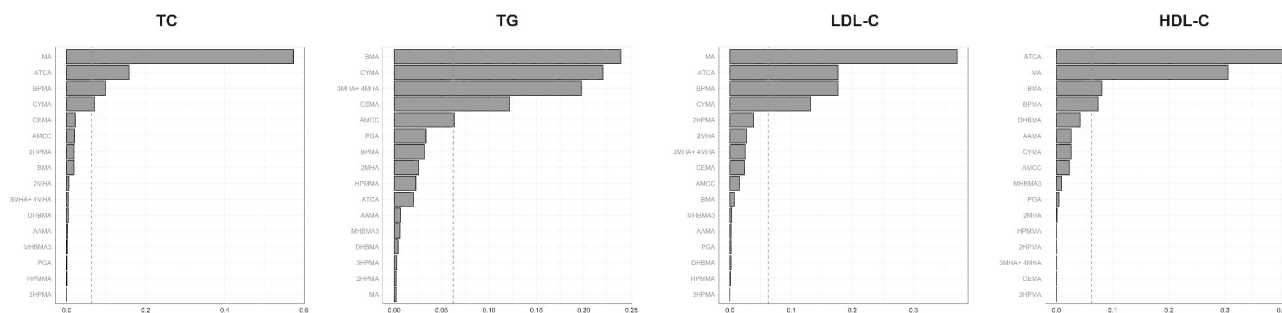 TC
TG
LDL-C
HDL-C
MA
ATCA
BPMA
CYMA
CEMA
AMCC
2HPMA
BMA
2MHA
3MHA+ 4MHA
DHBMA
AAMA
MHBMA3
PGA
HPMMA
3HPMA
0.0
0.2
0.4
0.6
BMA
CYMA
3MHA+ 4MHA
CEMA
AMCC
PGA
BPMA
2MHA
HPMMA
ATCA
AAMA
MHBMA3
DHBMA
3HPMA
2HPMA
MA
0.00
0.05
0.10
0.15
0.20
0.25
MA
ATCA
BPMA
CYMA
2HPMA
2MHA
3MHA+ 4MHA
CEMA
AMCC
BMA
MHBMA3
AAMA
PGA
DHBMA
HPMMA
3HPMA
0.0
0.1
0.2
0.3
ATCA
MA
BMA
BPMA
DHBMA
AAMA
CYMA
AMCC
MHBMA3
PGA
2MHA
HPMMA
2HPMA
3MHA+ 4MHA
CEMA
3HPMA
0.0
0.1
0.2
0.3